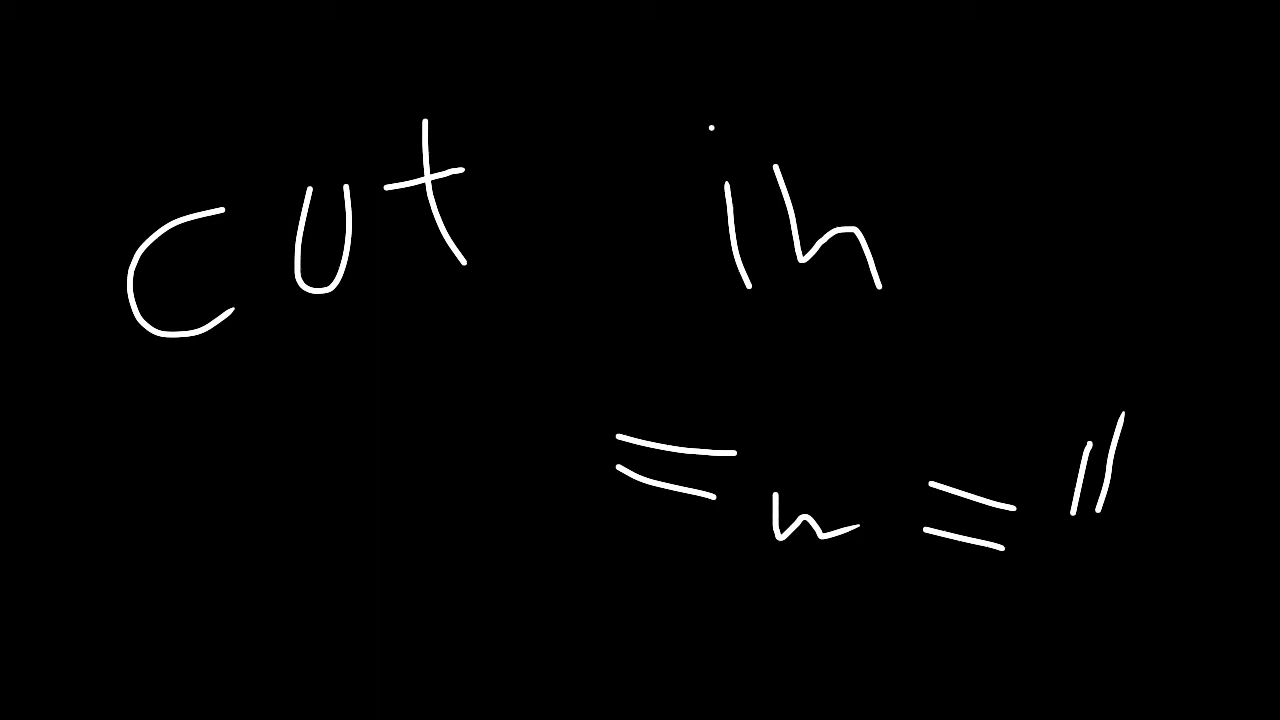 cut in
= n = "